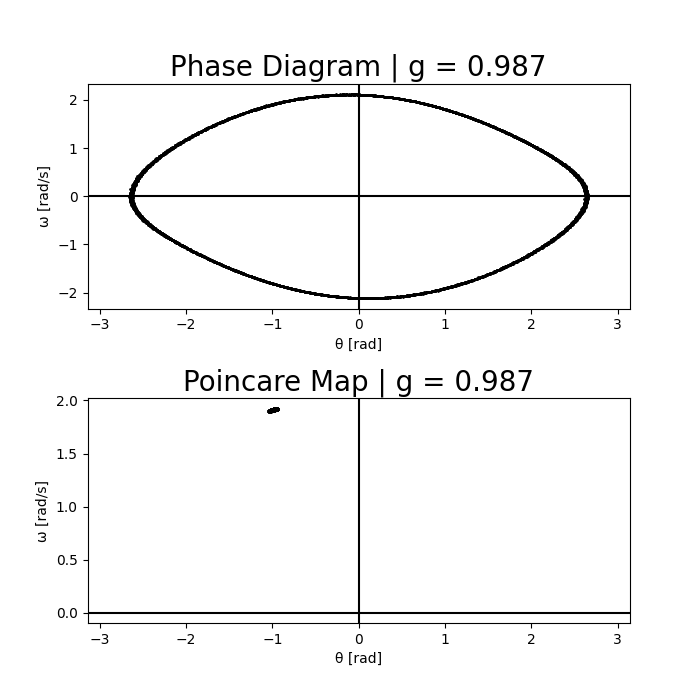 Phase Diagram | g = 0.987
2
1
0
−1
−2
ω [rad/s]
−3 −2 −1 0 1 2 3
θ [rad]
Poincare Map | g = 0.987
2.0
1.5
1.0
0.5
0.0
ω [rad/s]
−3 −2 −1 0 1 2 3
θ [rad]